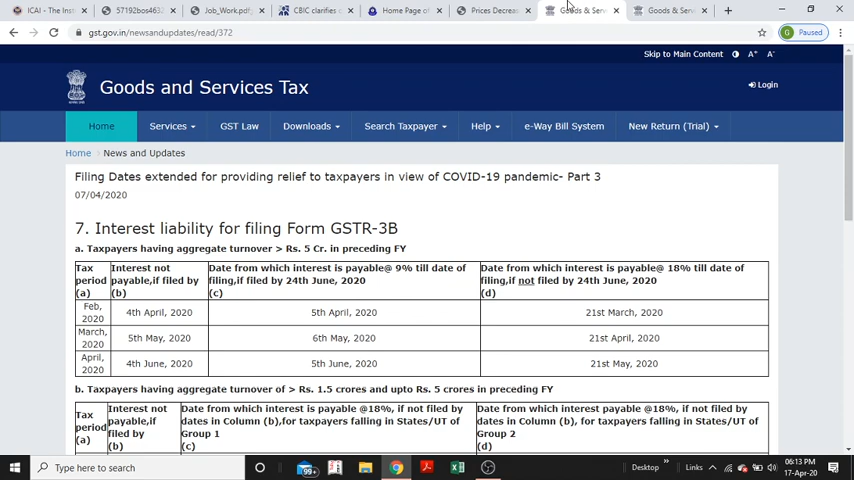 ICAI - The Inst
57192bos4632
Job_Work.pdf
CBIC clarifies c
Home Page of
Prices Decreas
Goods & Serv
Goods & Serv
gst.gov.in/newsandupdates/read/372
G Paused
Skip to Main Content A+ A-
Goods and Services Tax
Login
Home Services GST Law Downloads Search Taxpayer Help e-Way Bill System New Return (Trial)
Home News and Updates
Filing Dates extended for providing relief to taxpayers in view of COVID-19 pandemic- Part 3
07/04/2020
7. Interest liability for filing Form GSTR-3B
a. Taxpayers having aggregate turnover > Rs. 5 Cr. in preceding FY
Tax period (a)
Interest not payable,if filed by (b)
Date from which interest is payable@ 9% till date of filing,if filed by 24th June, 2020 (c)
Date from which interest is payable@ 18% till date of filing,if not filed by 24th June, 2020 (d)
Feb, 2020 4th April, 2020 5th April, 2020 21st March, 2020
March, 2020 5th May, 2020 6th May, 2020 21st April, 2020
April, 2020 4th June, 2020 5th June, 2020 21st May, 2020
b. Taxpayers having aggregate turnover of > Rs. 1.5 crores and upto Rs. 5 crores in preceding FY
Tax period (a)
Interest not payable,if filed by (b)
Date from which interest is payable @18%, if not filed by dates in Column (b),for taxpayers falling in States/UT of Group 1 (c)
Date from which interest is payable @18%, if not filed by dates in Column (b), for taxpayers falling in States/UT of Group 2 (d)
Type here to search
99+
Desktop
Links
06:13 PM
17-Apr-20